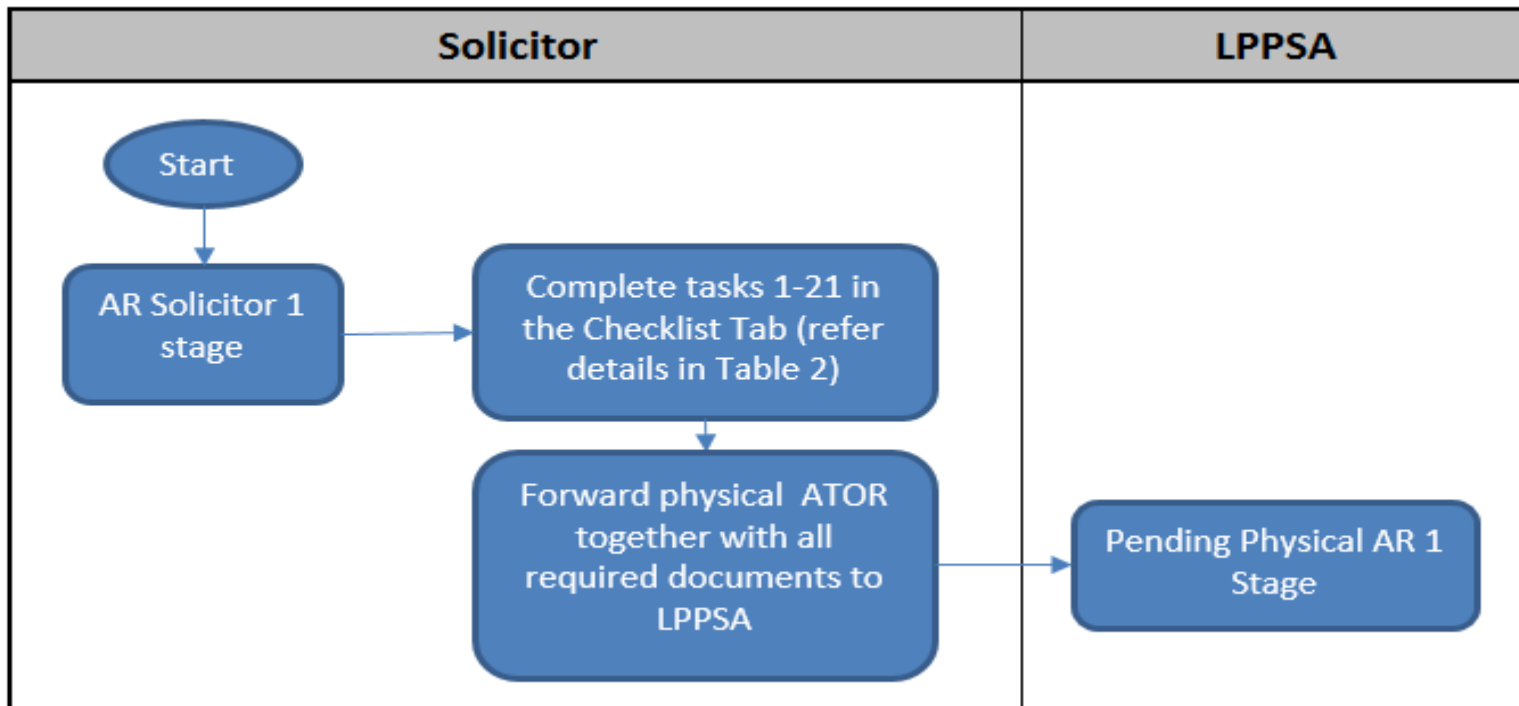 Solicitor
LPPSA
Start
AR Solicitor 1
stage
Complete tasks 1-21 in
the Checklist Tab (refer
details in Table 2)
Forward physical  ATOR
together with all
required documents to
LPPSA
Pending Physical AR 1
Stage